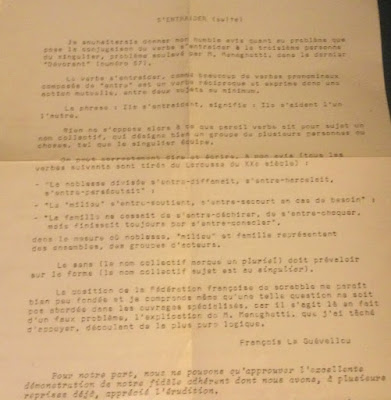 S'ENTRAIDER (suite)
Je souhaiterais donner mon humble avis quant au problème que
pose la conjugaison du verbe s'entraider à la troisième personne
du singulier, problème soulevé par M. Meneghetti, dans le dernier
"Dévorant" (numéro 57).
Le verbe s'entraider, comme beaucoup de verbes pronominaux
composés de "entre" est un verbe réciproque et exprime donc une
action mutuelle, entre deux sujets au minimum.
La phrase : Ils s'entraident, signifie : Ils s'aident l'un
l'autre.
Rien ne s'oppose alors à ce que pareil verbe ait pour sujet un
nom collectif, qui désigne bien un groupe de plusieurs personnes ou
choses, tel que le singulier équipe.
On peut correctement dire et écrire, à mon avis (tous les
verbes suivants sont tirés du Larousse du XXe siècle) :
- "La noblesse divisée s'entre-diffamait, s'entre-harcelait,
s'entre-persécutait" ;
- Le "milieu" s'entre-soutient, s'entre-secourt en cas de besoin" ;
- "La famille ne cessait de s'entre-déchirer, de s'entre-choquer,
mais finissait toujours par s'entre-consoler",
dans la mesure où noblesse, "milieu" et famille représentent
des ensembles, des groupes d'acteurs.
Le sens (le nom collectif marque un pluriel) doit prévaloir
sur la forme (le nom collectif sujet est au singulier).
La position de la fédération française de scrabble me paraît
bien peu fondée et je comprends même qu'une telle question ne soit
pas abordée dans les ouvrages spécialisés, car il s'agit là en fait
d'un faux problème, l'explication de M. Meneghetti, que j'ai tâché
d'appuyer, découlant de la plus pure logique.
François Le Quévellou
Pour notre part, nous ne pouvons qu'approuver l'excellente
démonstration de notre fidèle adhérent dont nous avons, à plusieurs
reprises déjà, apprécié l'érudition.